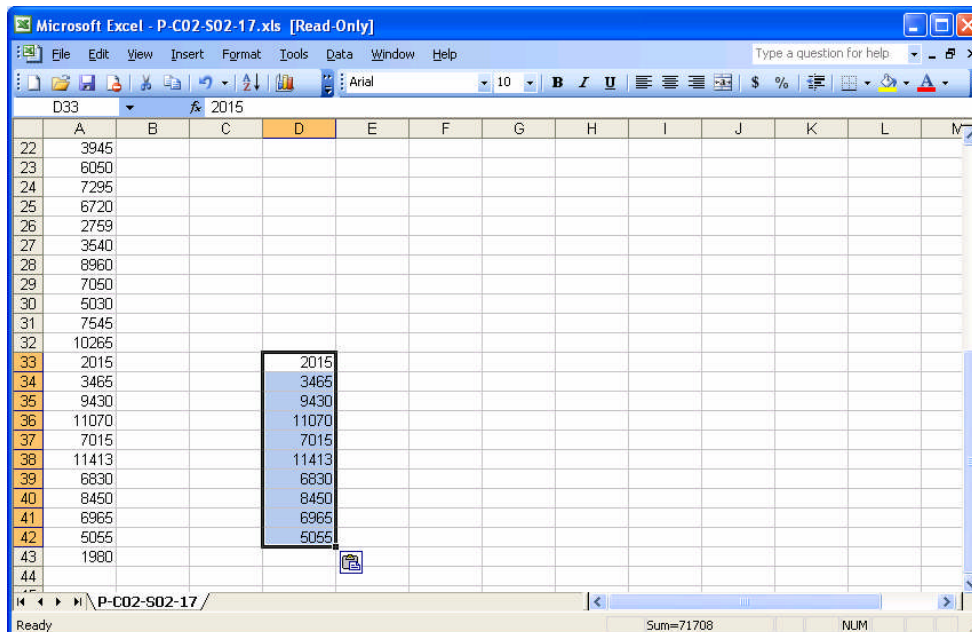 Microsoft Excel - P-C02-S02-17.xls [Read-Only]
File Edit View Insert Format Tools Data Window Help Type a question for help
Arial 10 B I U $ % A
D33 fx 2015
A B C D E F G H I J K L M
22 3945
23 6050
24 7295
25 6720
26 2759
27 3540
28 8960
29 7050
30 5030
31 7545
32 10265
33 2015 2015
34 3465 3465
35 9430 9430
36 11070 11070
37 7015 7015
38 11413 11413
39 6830 6830
40 8450 8450
41 6965 6965
42 5055 5055
43 1980
44
P-C02-S02-17
Ready Sum=71708 NUM